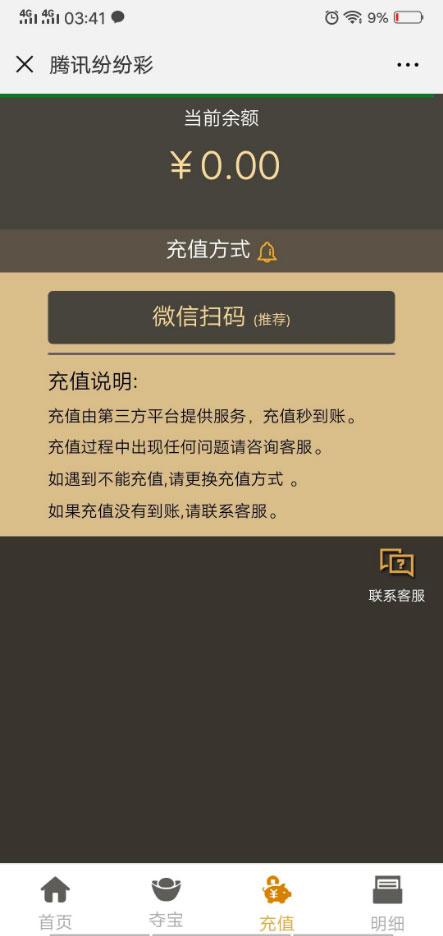 4G 4G 03:41 9%
腾讯纷纷彩
当前余额
￥0.00
充值方式
微信扫码 (推荐)
充值说明:
充值由第三方平台提供服务，充值秒到账。
充值过程中出现任何问题请咨询客服。
如遇到不能充值,请更换充值方式 。
如果充值没有到账,请联系客服。
?
联系客服
¥
首页 夺宝 充值 明细